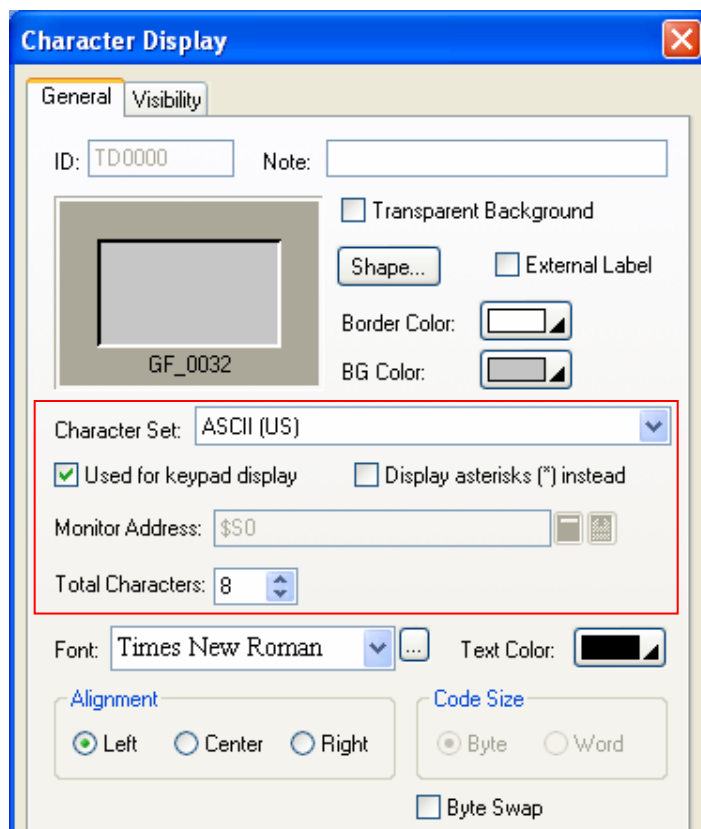 Character Display
General Visibility
ID: TD0000 Note:
Transparent Background
Shape... External Label
Border Color:
GF_0032
BG Color:
Character Set: ASCII (US)
Used for keypad display Display asterisks (*) instead
Monitor Address: $S0
Total Characters: 8
Font: Times New Roman ... Text Color:
Alignment Code Size
Left Center Right Byte Word
Byte Swap